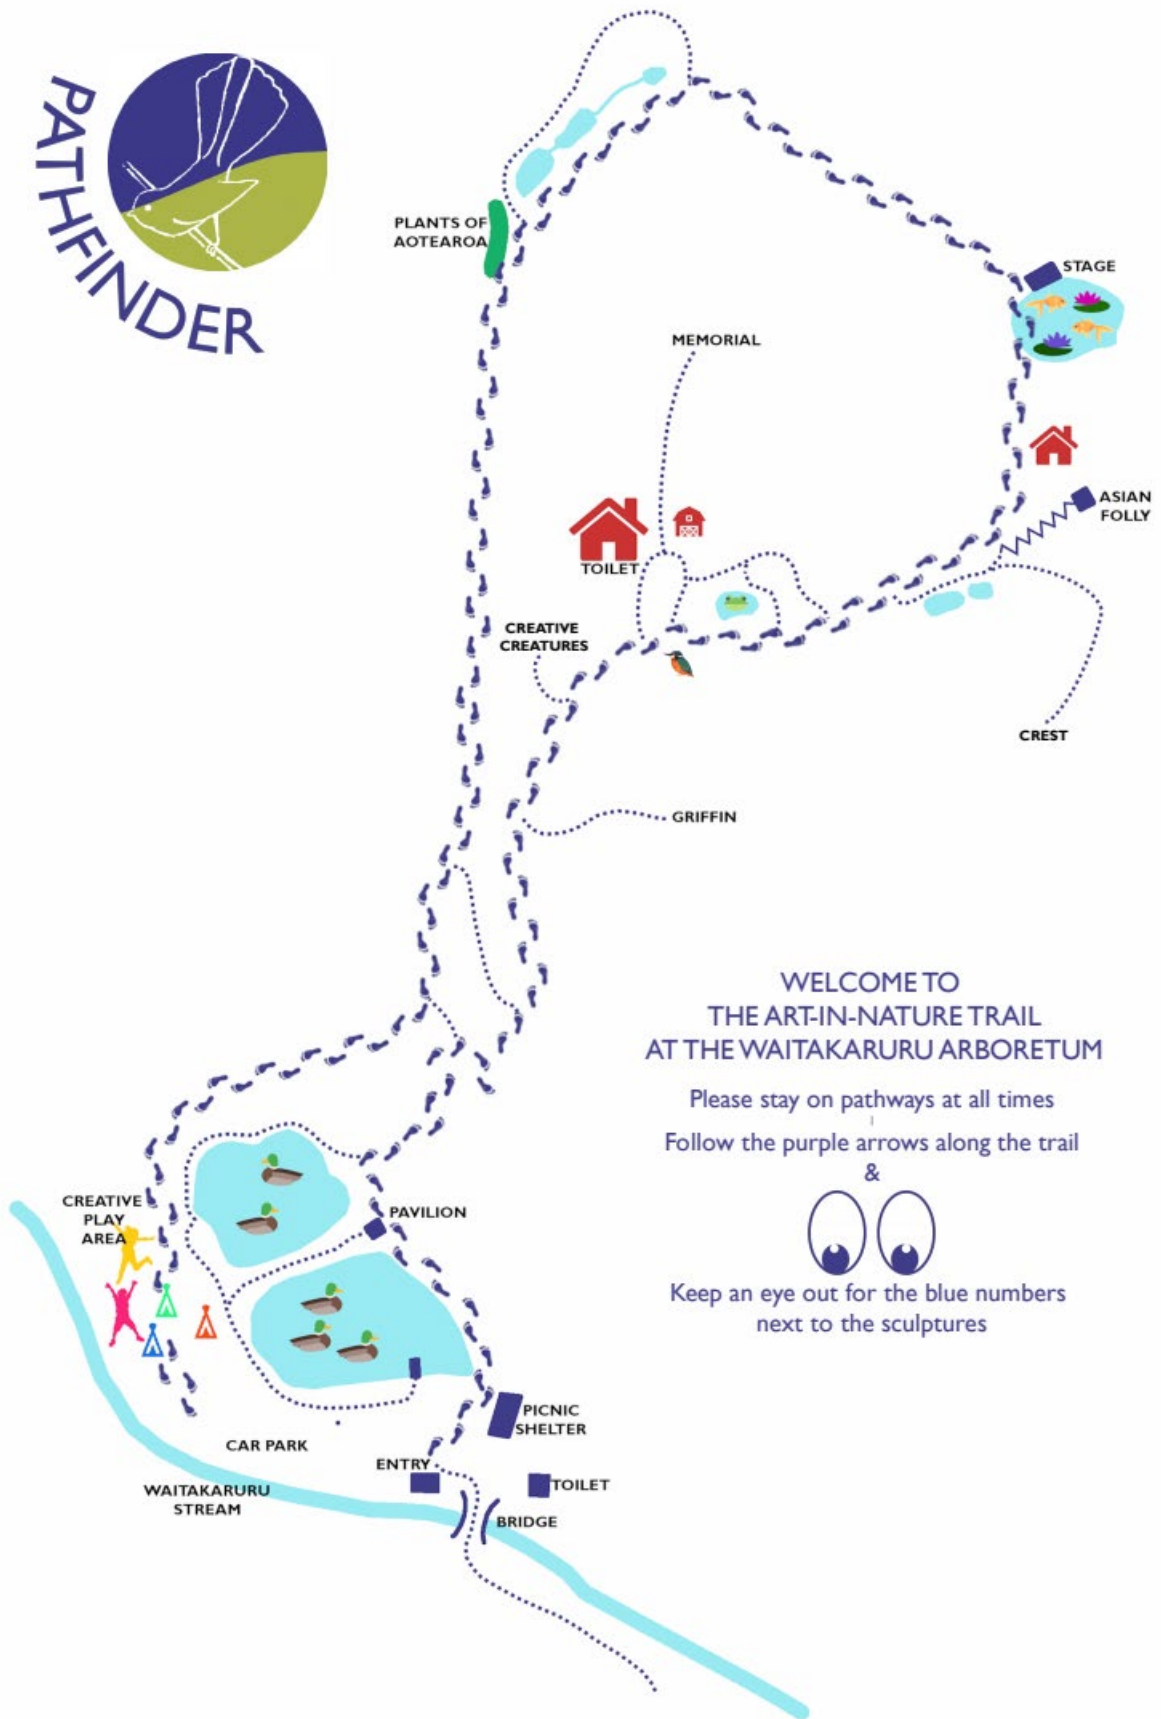 PATHFINDER
PLANTS OF
AOTEAROA
STAGE
MEMORIAL
ASIAN
FOLLY
TOILET
CREATIVE
CREATURES
CREST
GRIFFIN
WELCOME TO
THE ART-IN-NATURE TRAIL
AT THE WAITAKARURU ARBORETUM
Please stay on pathways at all times
Follow the purple arrows along the trail
&
Keep an eye out for the blue numbers
next to the sculptures
CREATIVE
PLAY
AREA
PAVILION
PICNIC
SHELTER
CAR PARK
ENTRY
TOILET
WAITAKARURU
STREAM
BRIDGE